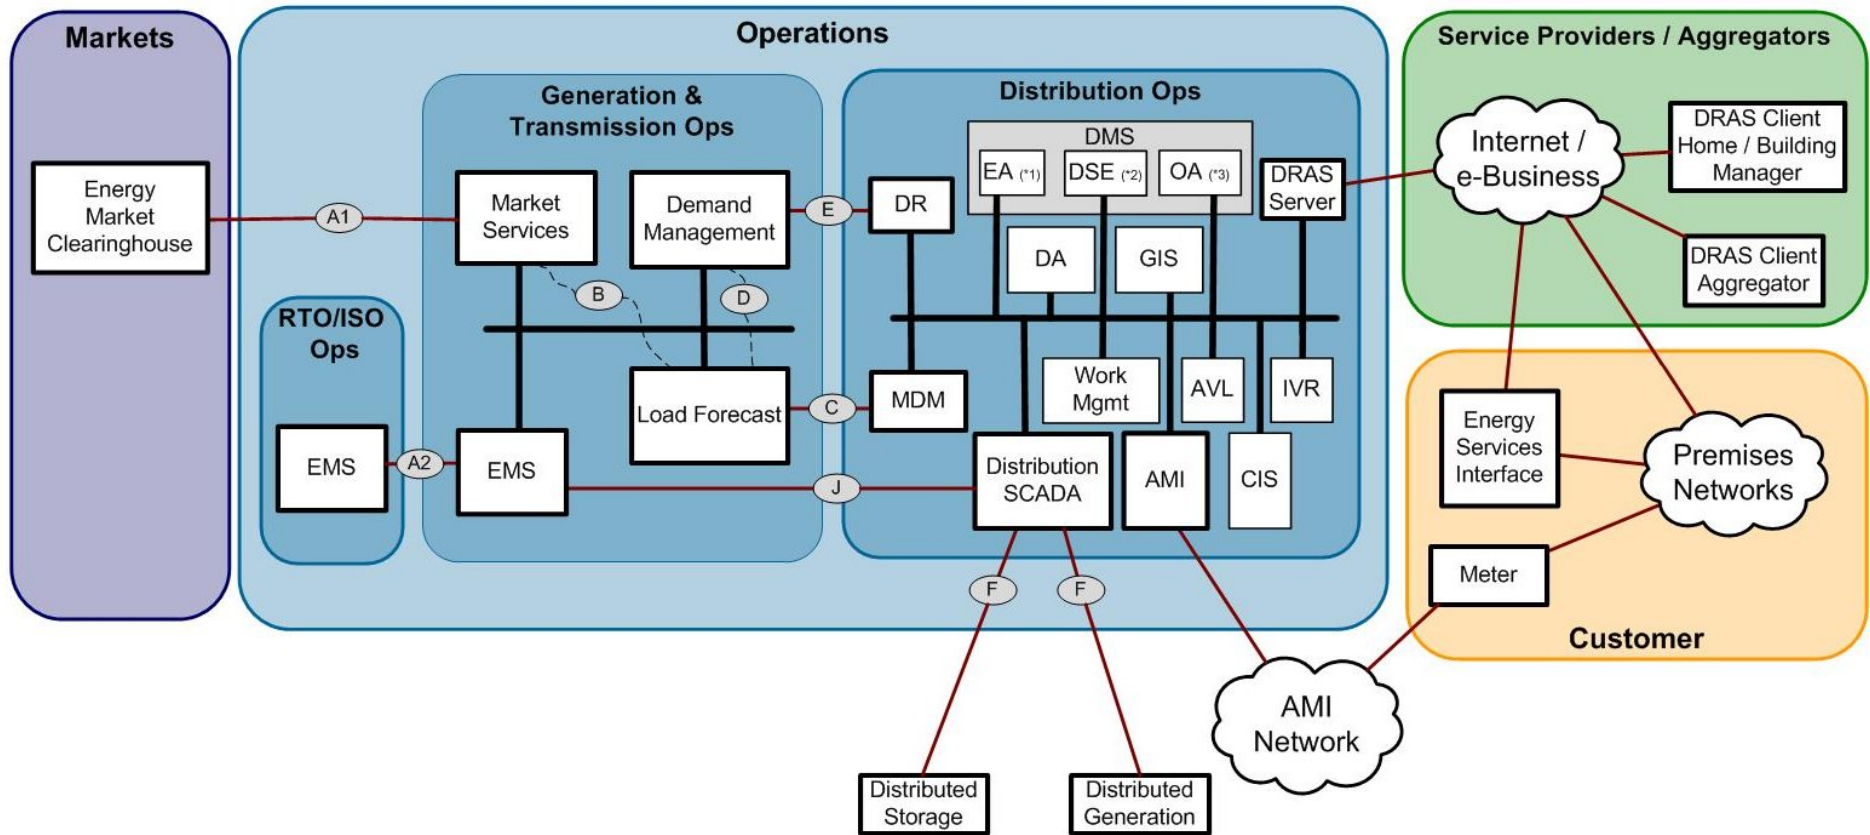 Markets
Operations
Service Providers / Aggregators
Generation &
Transmission Ops
Distribution Ops
DMS
EA (*1)
DSE (*2)
OA (*3)
DRAS
Server
Internet /
e-Business
DRAS Client
Home / Building
Manager
Energy
Market
Clearinghouse
A1
Market
Services
Demand
Management
E
DR
DA
GIS
DRAS Client
Aggregator
B
D
RTO/ISO
Ops
Load Forecast
C
MDM
Work
Mgmt
AVL
IVR
EMS
A2
EMS
J
Distribution
SCADA
AMI
CIS
Energy
Services
Interface
Premises
Networks
Meter
Customer
F
F
AMI
Network
Distributed
Storage
Distributed
Generation